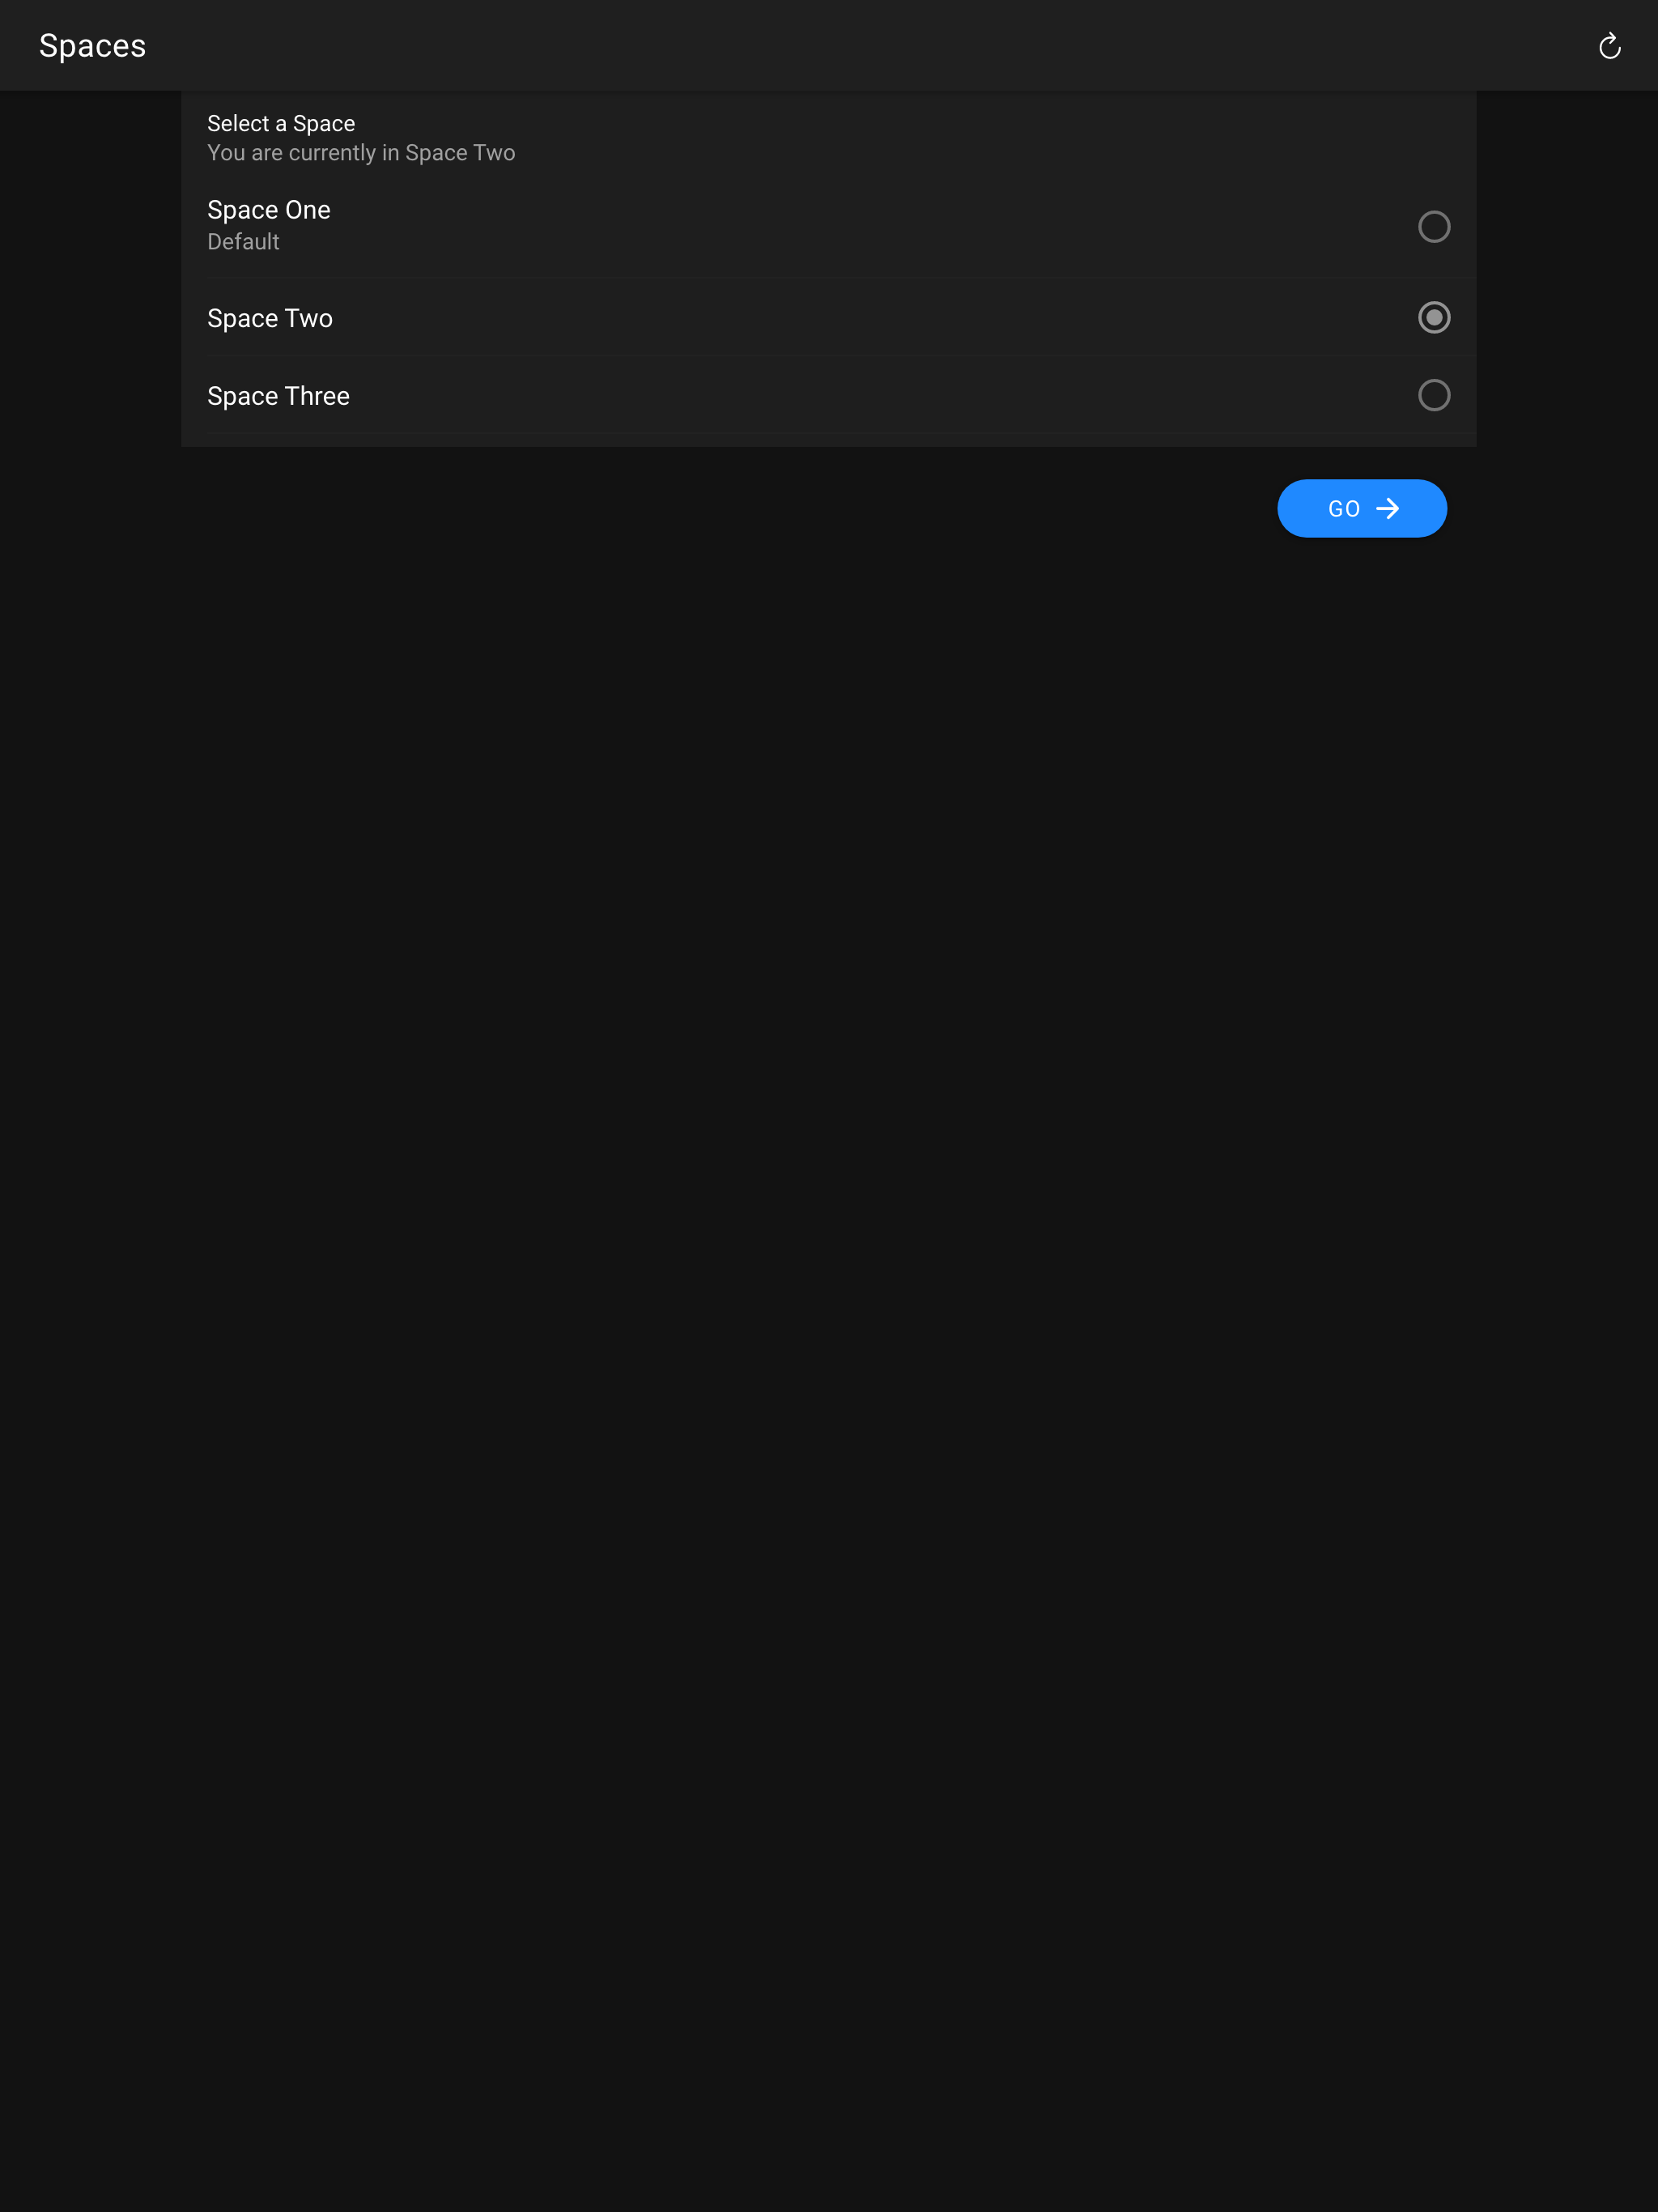 Spaces
Select a Space
You are currently in Space Two
Space One
Default
Space Two
Space Three
GO